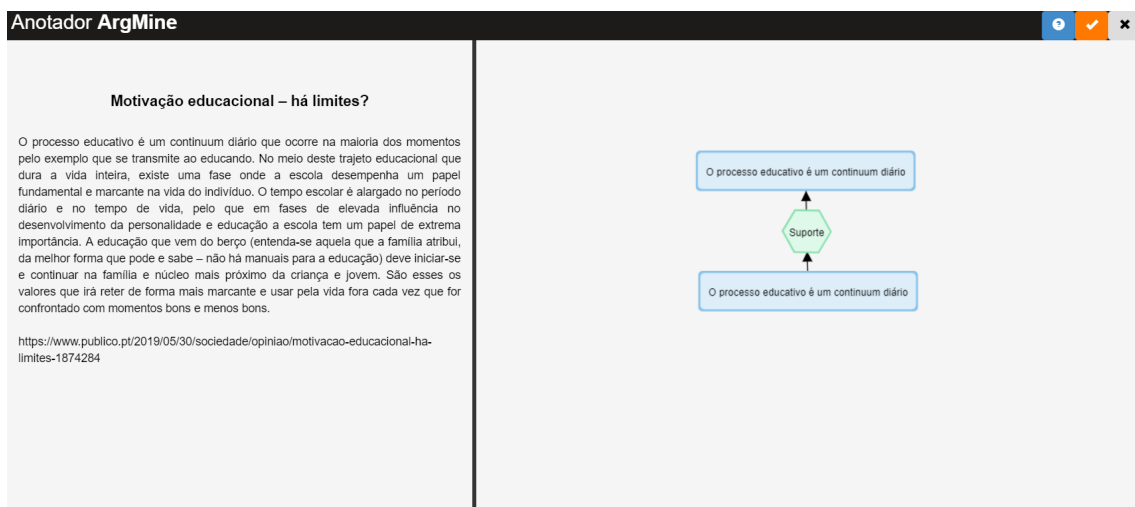 Anotador ArgMine
Motivação educacional – há limites?
O processo educativo é um continuum diário que ocorre na maioria dos momentos
pelo exemplo que se transmite ao educando. No meio deste trajeto educacional que
dura a vida inteira, existe uma fase onde a escola desempenha um papel
fundamental e marcante na vida do indivíduo. O tempo escolar é alargado no período
diário e no tempo de vida, pelo que em fases de elevada influência no
desenvolvimento da personalidade e educação a escola tem um papel de extrema
importância. A educação que vem do berço (entenda-se aquela que a família atribui,
da melhor forma que pode e sabe – não há manuais para a educação) deve iniciar-se
e continuar na família e núcleo mais próximo da criança e jovem. São esses os
valores que irá reter de forma mais marcante e usar pela vida fora cada vez que for
confrontado com momentos bons e menos bons.
https://www.publico.pt/2019/05/30/sociedade/opiniao/motivacao-educacional-ha-
limites-1874284
O processo educativo é um continuum diário
Suporte
O processo educativo é um continuum diário